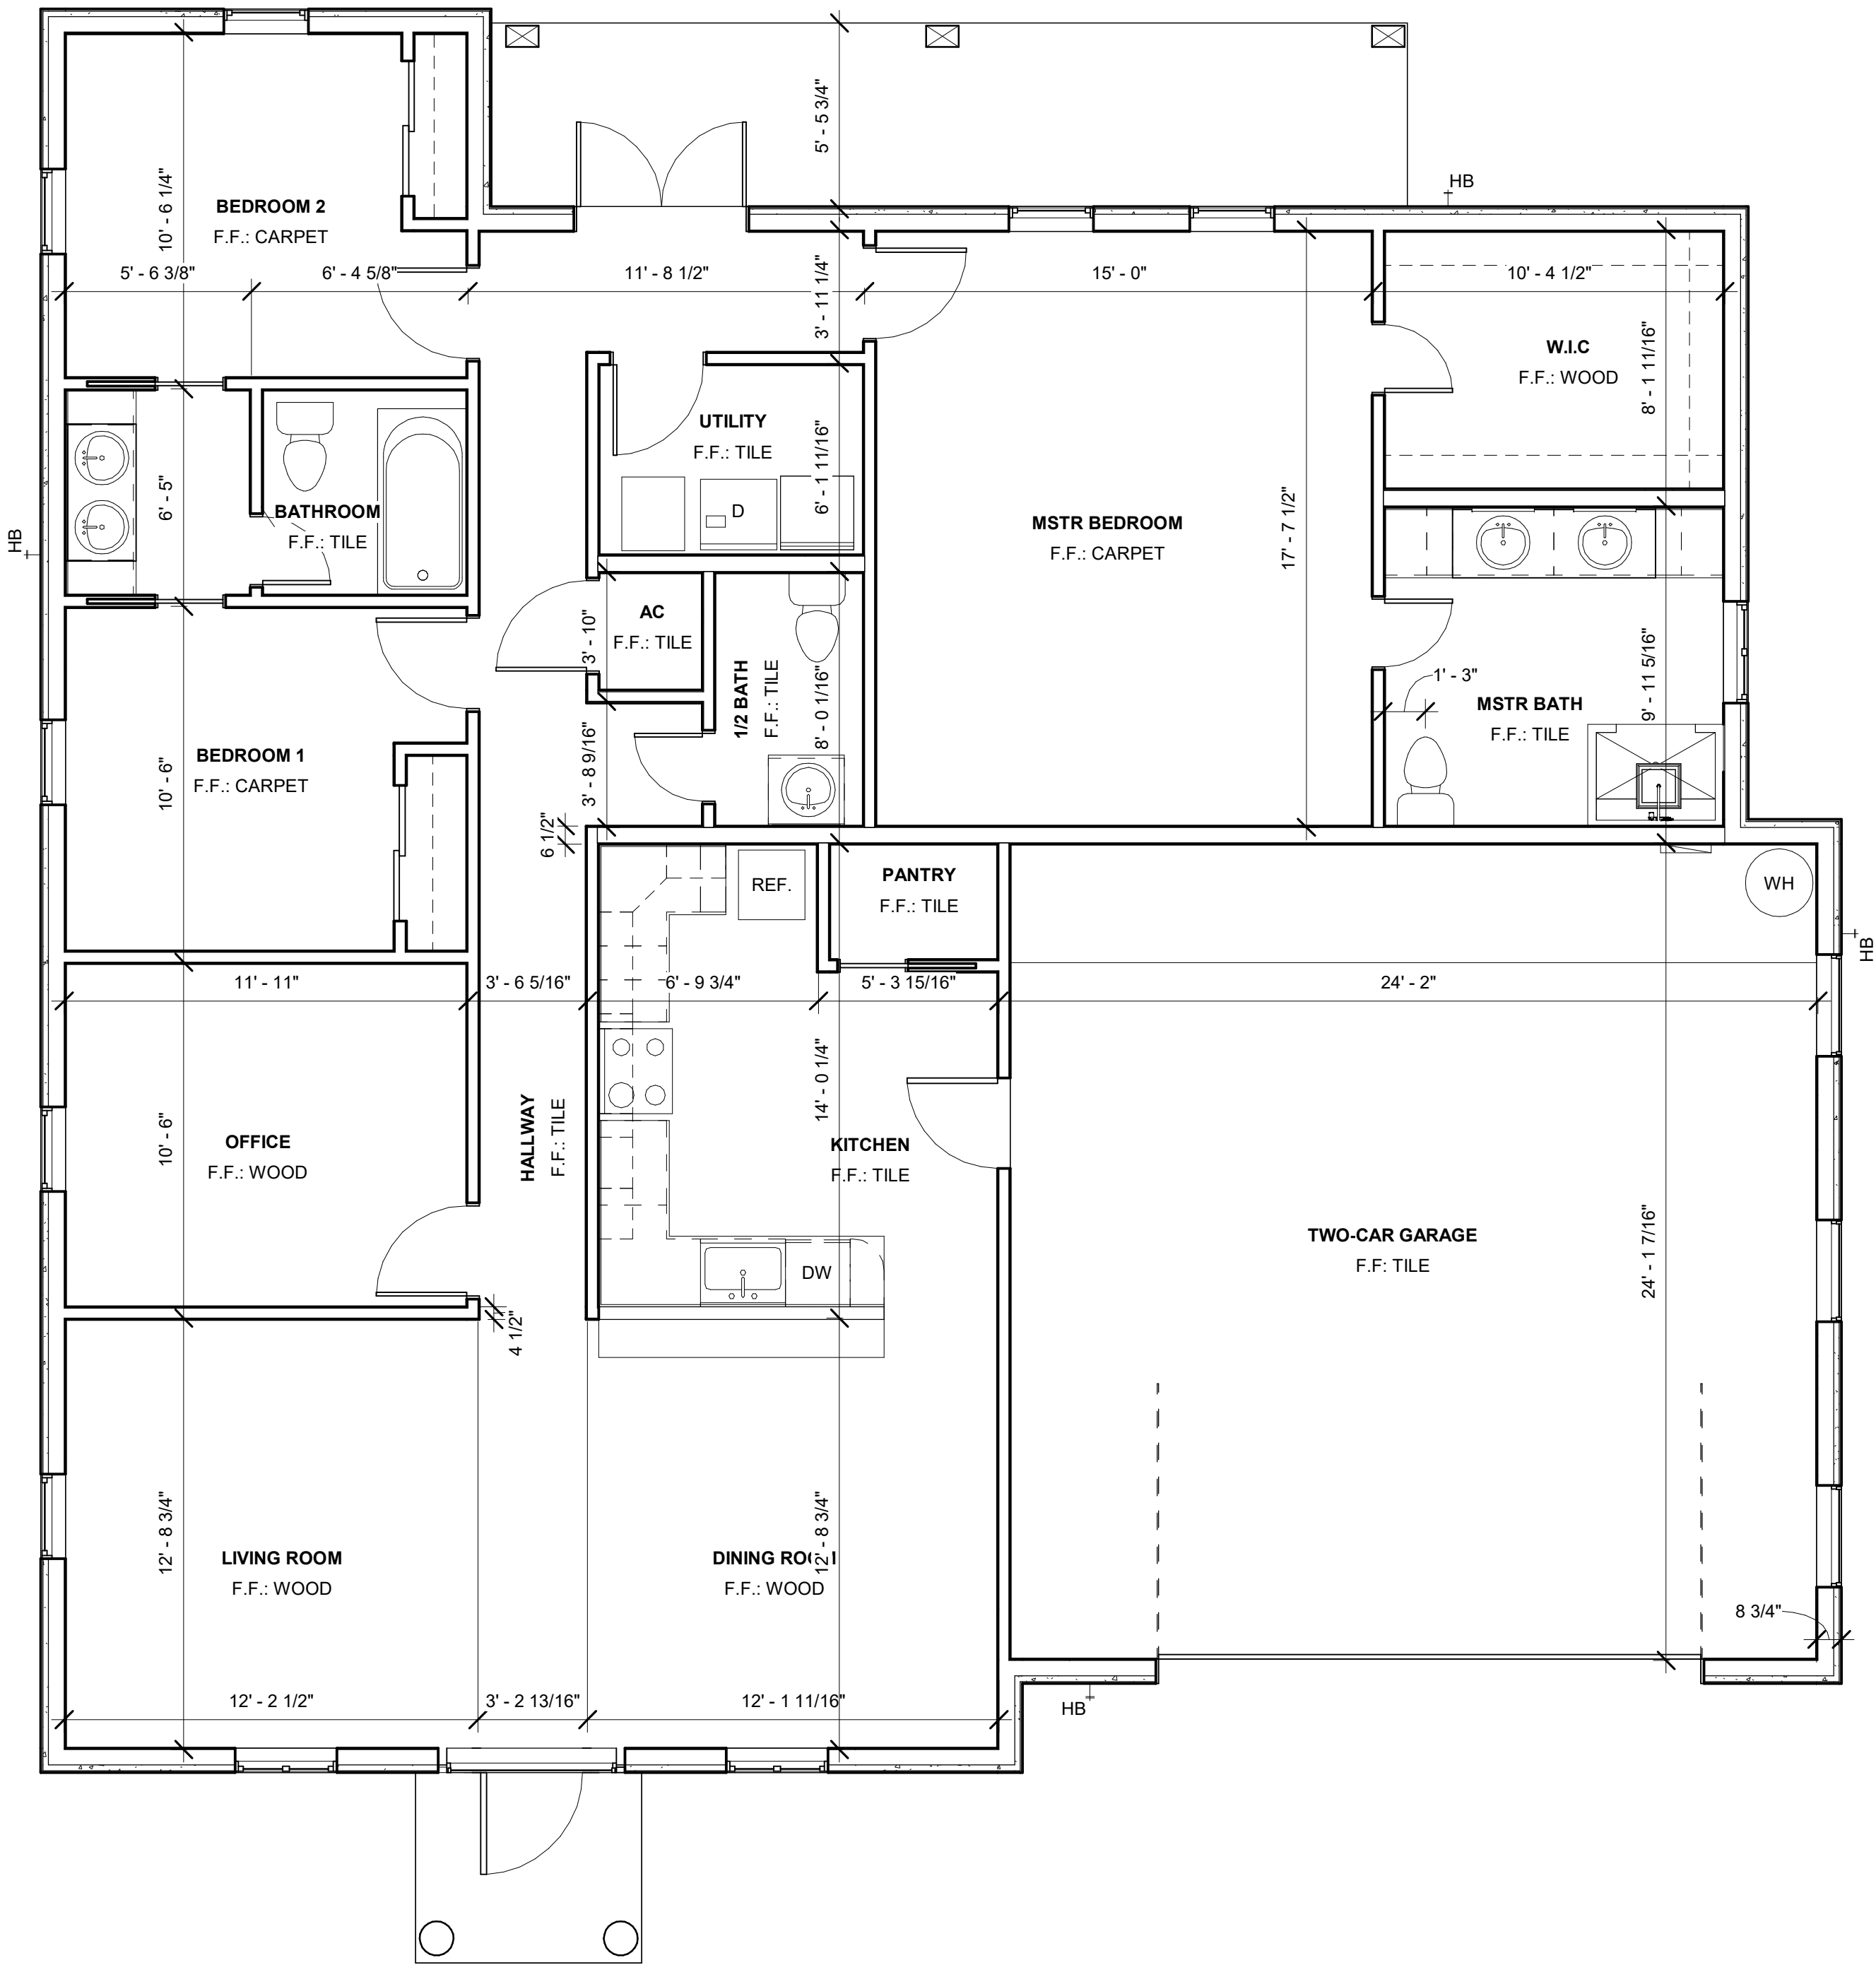 5' - 5 3/4"
HB
10' - 6 1/4"
BEDROOM 2
F.F.: CARPET
5' - 6 3/8"
6' - 4 5/8"
11' - 8 1/2"
3' - 11 1/4"
15' - 0"
10' - 4 1/2"
W.I.C
F.F.: WOOD
8' - 1 11/16"
UTILITY
F.F.: TILE
6' - 1 11/16"
D
6' - 5"
BATHROOM
F.F.: TILE
HB
MSTR BEDROOM
F.F.: CARPET
17' - 7 1/2"
AC
F.F.: TILE
3' - 10"
1/2 BATH
F.F.: TILE
8' - 0 1/16"
1' - 3"
MSTR BATH
F.F.: TILE
9' - 11 5/16"
BEDROOM 1
F.F.: CARPET
10' - 6"
3' - 8 9/16"
6 1/2"
REF.
PANTRY
F.F.: TILE
WH
HB
11' - 11"
3' - 6 5/16"
6' - 9 3/4"
5' - 3 15/16"
24' - 2"
10' - 6"
OFFICE
F.F.: WOOD
HALLWAY
F.F.: TILE
14' - 0 1/4"
KITCHEN
F.F.: TILE
DW
TWO-CAR GARAGE
F.F: TILE
24' - 1 7/16"
4 1/2"
12' - 8 3/4"
LIVING ROOM
F.F.: WOOD
DINING ROOM
F.F.: WOOD
12' - 8 3/4"
8 3/4"
12' - 2 1/2"
3' - 2 13/16"
12' - 1 11/16"
HB